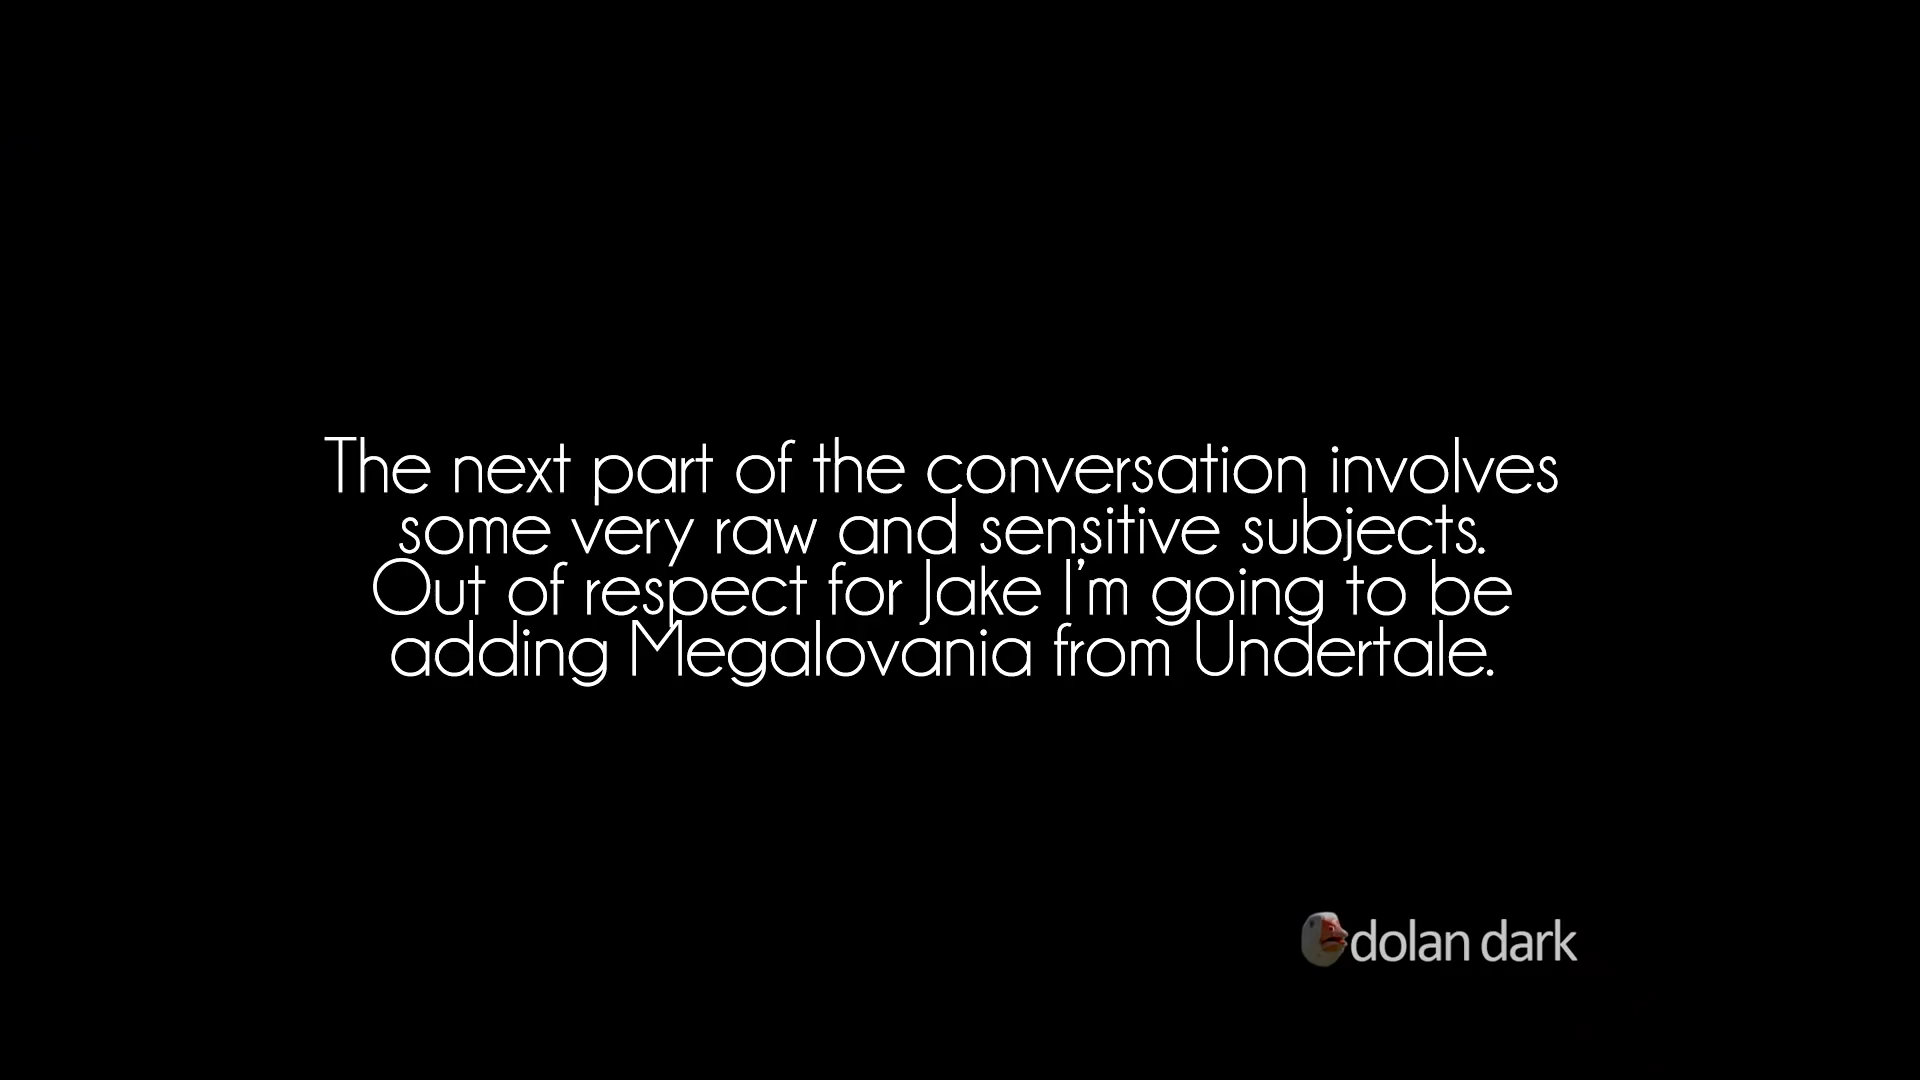 The next part of the conversation involves
some very raw and sensitive subjects.
Out of respect for Jake I'm going to be
adding Megalovania from Undertale.
dolan dark